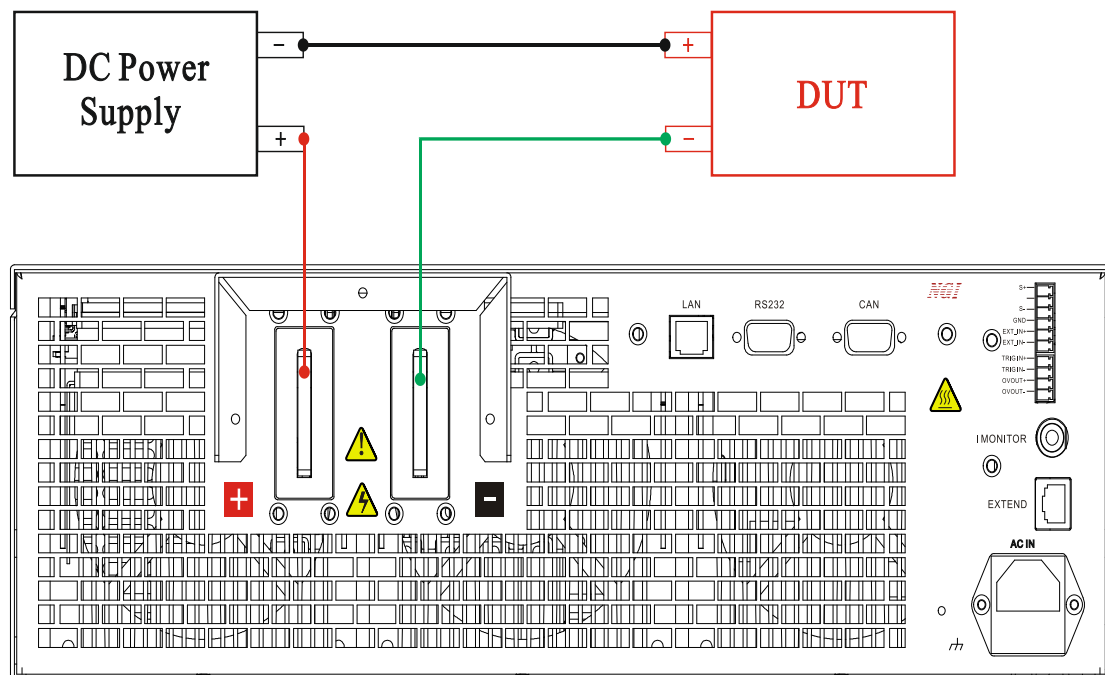 DC Power
Supply
-
+
+
-
DUT
LAN
RS232
CAN
NGI
S+
S-
GND
EXT_IN+
EXT_IN-
TRIGIN+
TRIGIN-
OVOUT+
OVOUT-
I MONITOR
EXTEND
AC IN
+
-